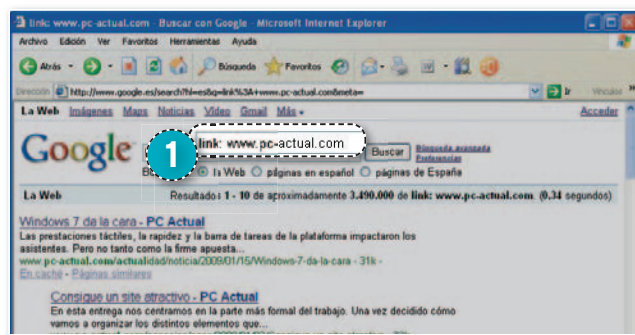 link: www.pc-actual.com - Buscar con Google - Microsoft Internet Explorer
Archivo Edición Ver Favoritos Herramientas Ayuda
Atrás Búsqueda Favoritos
Dirección http://www.google.es/search?hl=es&q=link%3A+www.pc-actual.com&meta= Ir Vínculos »
La Web Imágenes Maps Noticias Vídeo Gmail Más Acceder
Google 1 link: www.pc-actual.com Buscar Búsqueda avanzada
Preferencias
la Web páginas en español páginas de España
La Web Resultados 1 - 10 de aproximadamente 3.490.000 de link: www.pc-actual.com. (0,34 segundos)
Windows 7 da la cara - PC Actual
Las prestaciones táctiles, la rapidez y la barra de tareas de la plataforma impactaron los
asistentes. Pero no tanto como la firme apuesta...
www.pc-actual.com/actualidad/noticia/2009/01/15/Windows-7-da-la-cara - 31k -
En caché - Páginas similares
Consigue un site atractivo - PC Actual
En esta entrega nos centramos en la parte más formal del trabajo. Una vez decidido cómo
vamos a organizar los distintos elementos que...